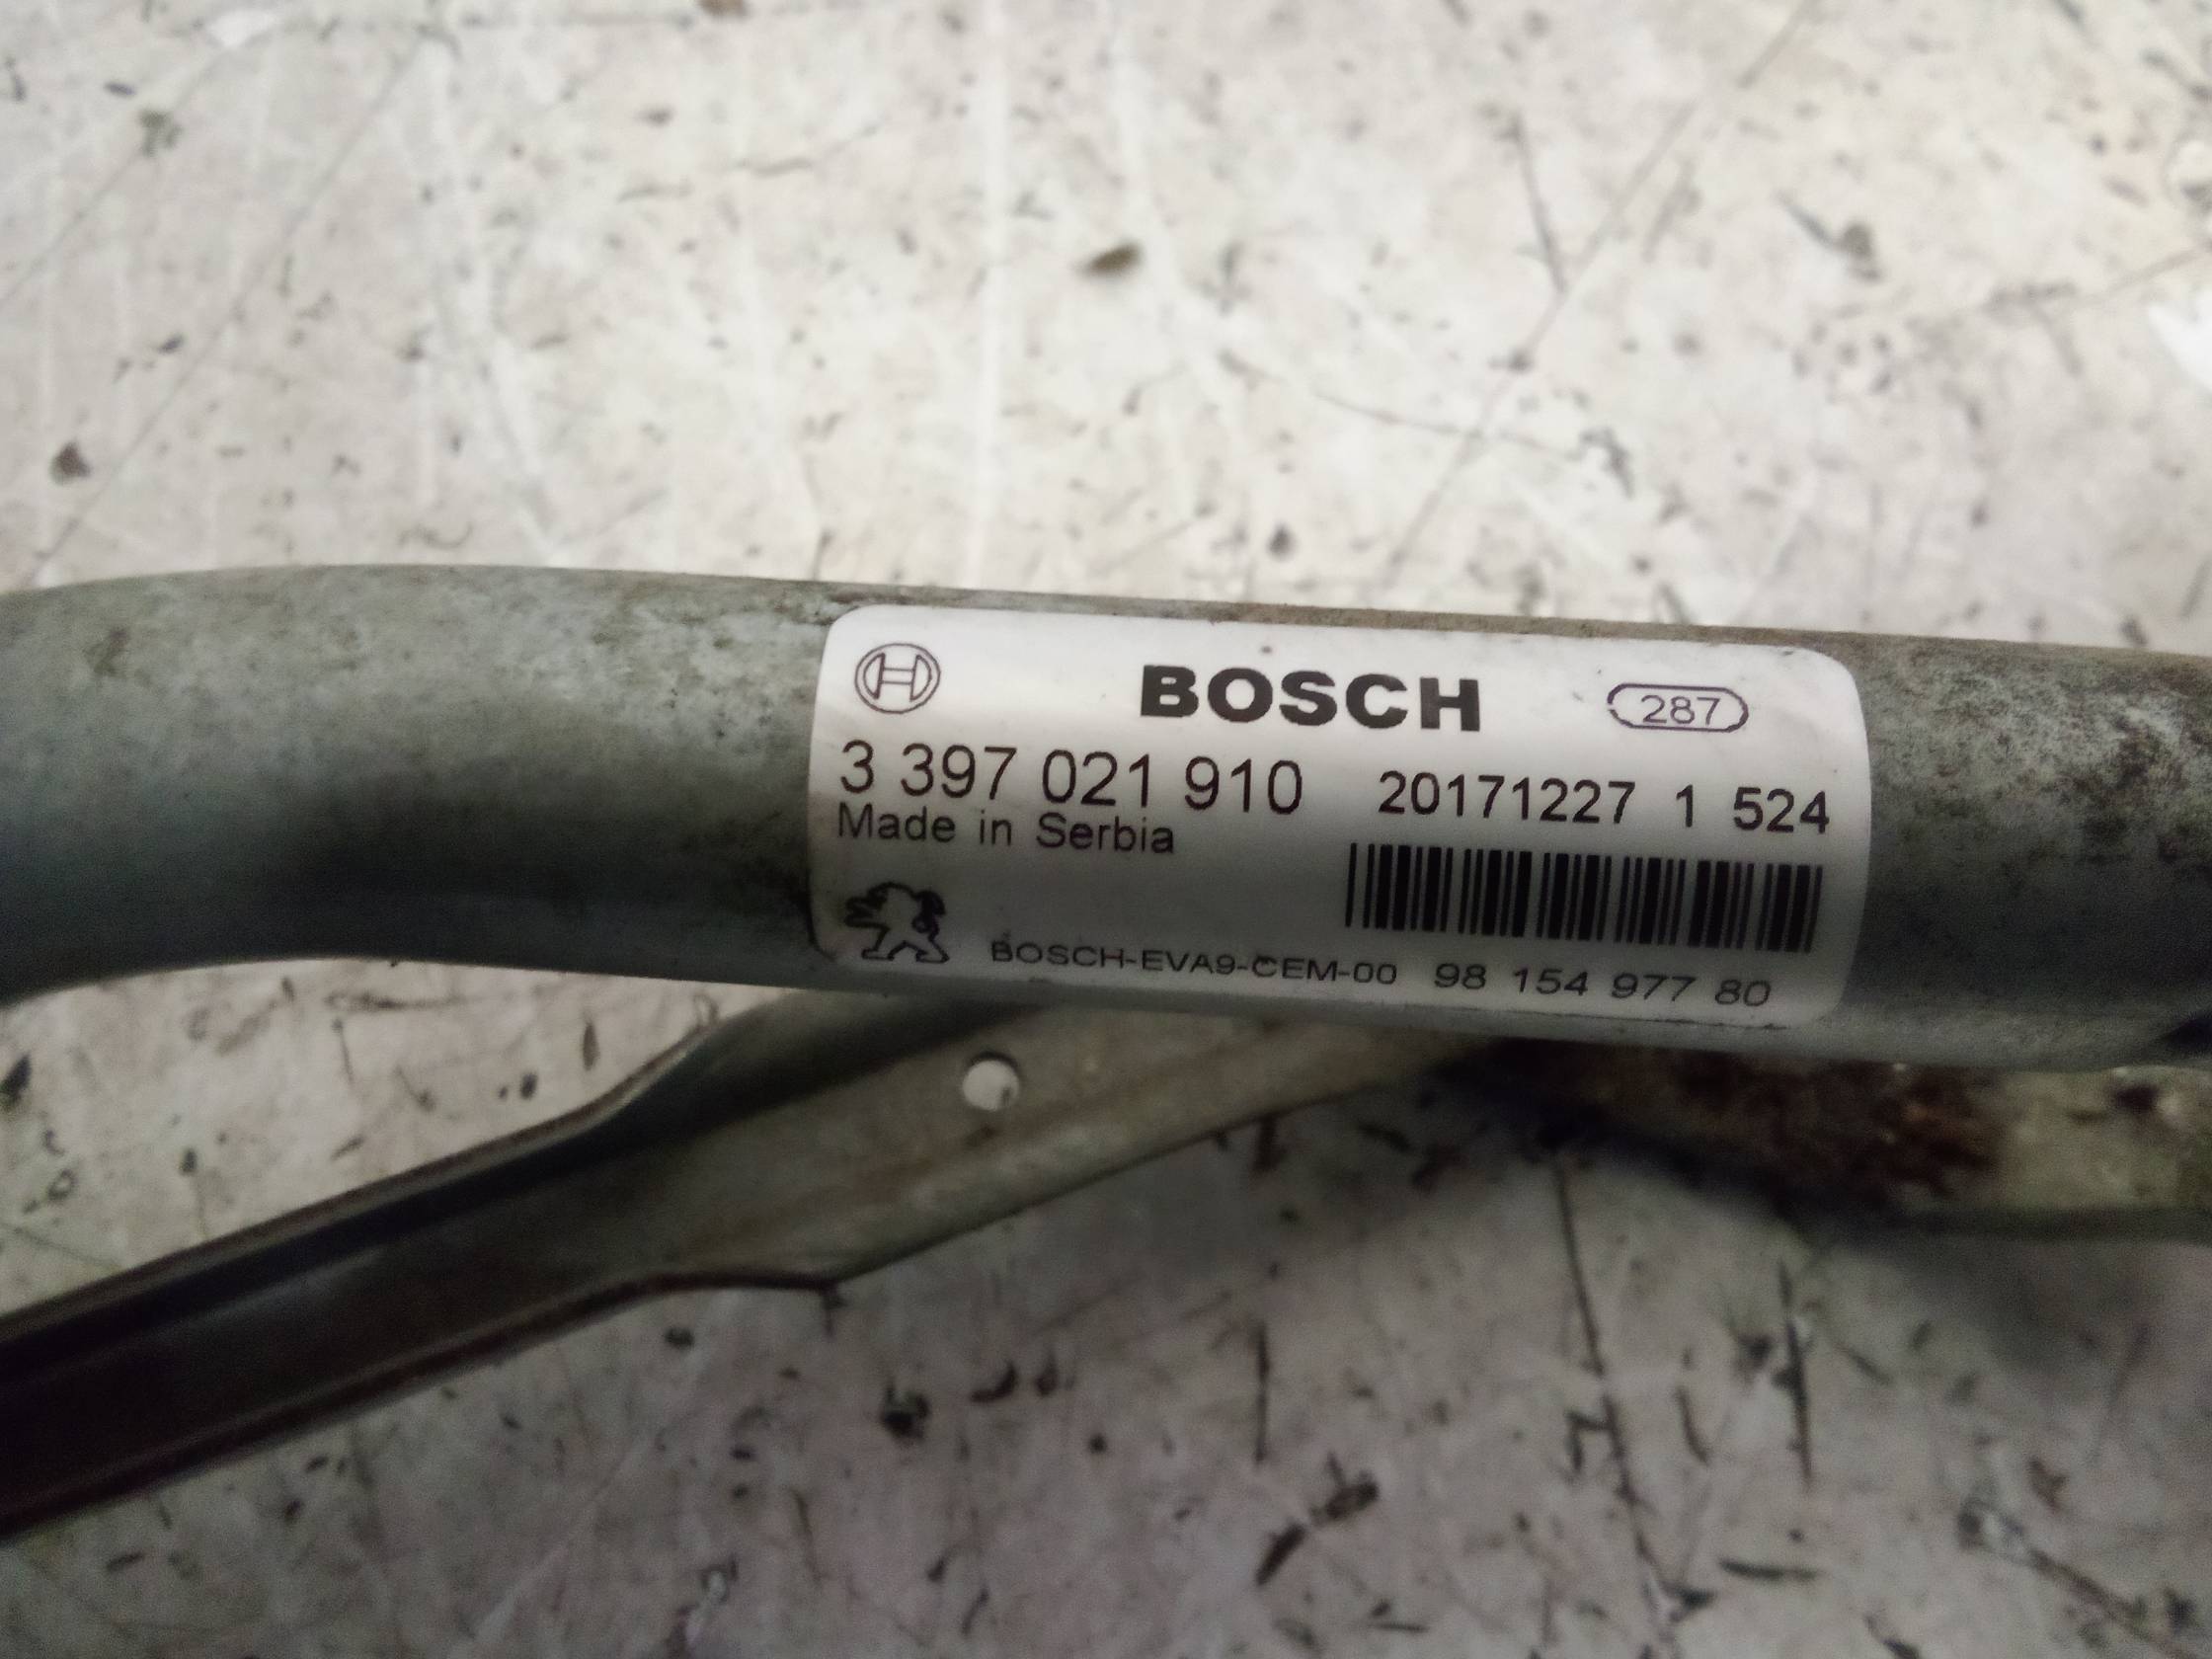 BOSCH 287
3 397 021 910 20171227 1 524
Made in Serbia
BOSCH-EVA9-CEM-00 98 154 977 80